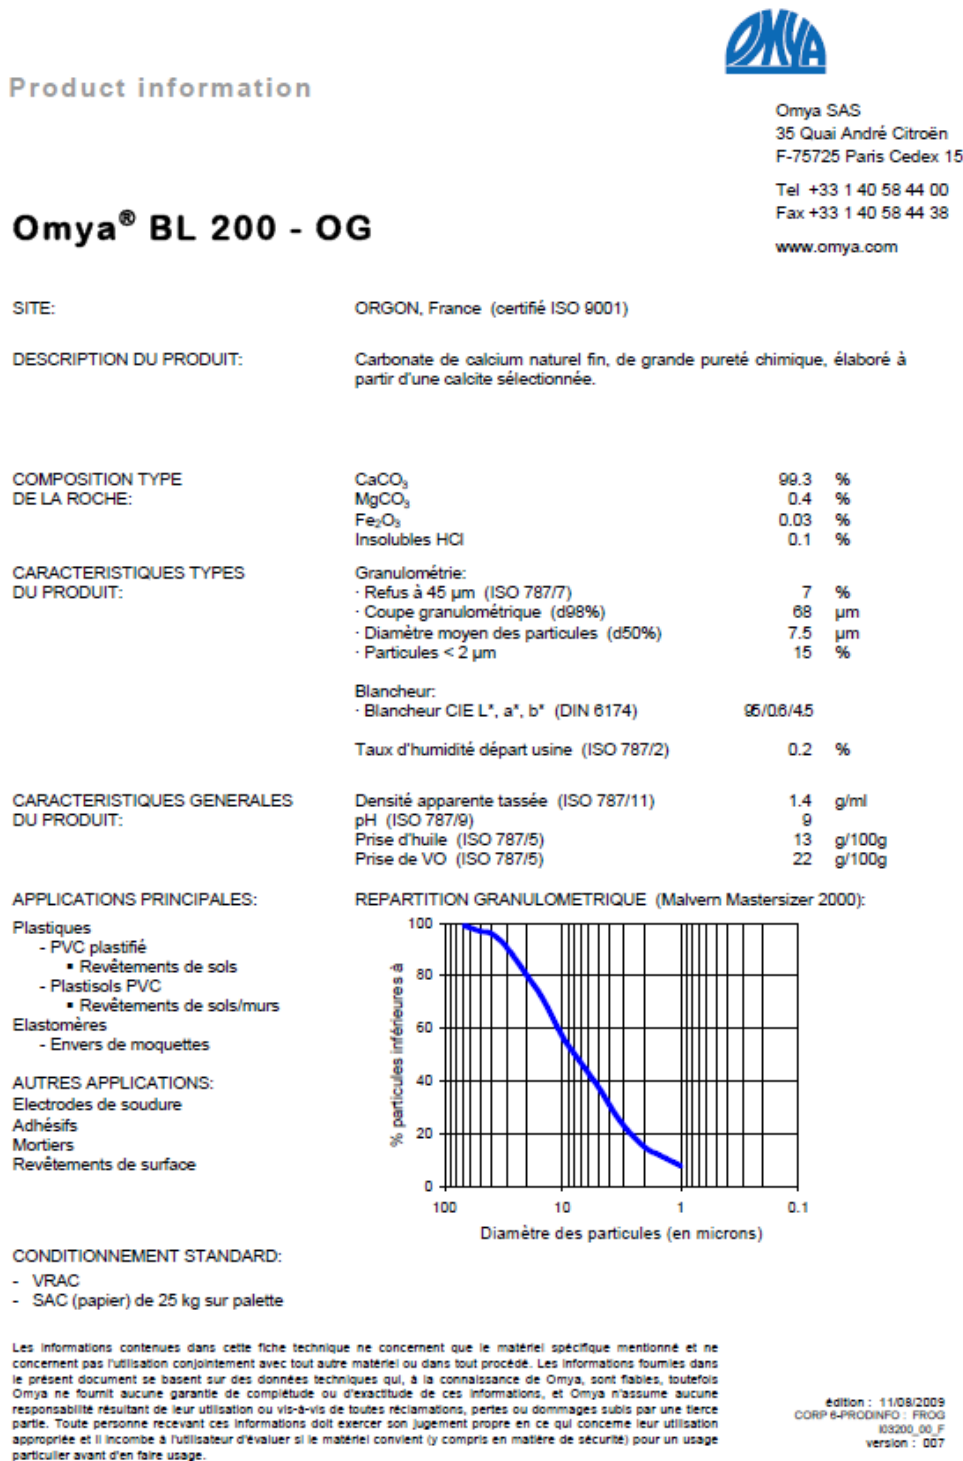 OMYA
Product information
Omya SAS
35 Quai André Citroën
F-75725 Paris Cedex 15
Tel +33 1 40 58 44 00
Fax +33 1 40 58 44 38
www.omya.com
Omya® BL 200 - OG
SITE: ORGON, France (certifié ISO 9001)
DESCRIPTION DU PRODUIT: Carbonate de calcium naturel fin, de grande pureté chimique, élaboré à
partir d'une calcite sélectionnée.
COMPOSITION TYPE CaCO₃ 99.3 %
DE LA ROCHE: MgCO₃ 0.4 %
Fe₂O₃ 0.03 %
Insolubles HCl 0.1 %
CARACTERISTIQUES TYPES Granulométrie:
DU PRODUIT: · Refus à 45 µm (ISO 787/7) 7 %
· Coupe granulométrique (d98%) 68 µm
· Diamètre moyen des particules (d50%) 7.5 µm
· Particules < 2 µm 15 %
Blancheur:
· Blancheur CIE L*, a*, b* (DIN 6174) 95/0.6/4.5
Taux d'humidité départ usine (ISO 787/2) 0.2 %
CARACTERISTIQUES GENERALES Densité apparente tassée (ISO 787/11) 1.4 g/ml
DU PRODUIT: pH (ISO 787/9) 9
Prise d'huile (ISO 787/5) 13 g/100g
Prise de VO (ISO 787/5) 22 g/100g
APPLICATIONS PRINCIPALES:
Plastiques
- PVC plastifié
▪ Revêtements de sols
- Plastisols PVC
▪ Revêtements de sols/murs
Elastomères
- Envers de moquettes
AUTRES APPLICATIONS:
Electrodes de soudure
Adhésifs
Mortiers
Revêtements de surface
REPARTITION GRANULOMETRIQUE (Malvern Mastersizer 2000):
% particules inférieures à
100
80
60
40
20
0
100 10 1 0.1
Diamètre des particules (en microns)
CONDITIONNEMENT STANDARD:
- VRAC
- SAC (papier) de 25 kg sur palette
Les informations contenues dans cette fiche technique ne concernent que le matériel spécifique mentionné et ne
concernent pas l'utilisation conjointement avec tout autre matériel ou dans tout procédé. Les informations fournies dans
le présent document se basent sur des données techniques qui, à la connaissance de Omya, sont fiables, toutefois
Omya ne fournit aucune garantie de complétude ou d'exactitude de ces informations, et Omya n'assume aucune
responsabilité résultant de leur utilisation ou vis-à-vis de toutes réclamations, pertes ou dommages subis par une tierce
partie. Toute personne recevant ces informations doit exercer son jugement propre en ce qui concerne leur utilisation
appropriée et il incombe à l'utilisateur d'évaluer si le matériel convient (y compris en matière de sécurité) pour un usage
particulier avant d'en faire usage.
édition : 11/08/2009
CORP 6-PRODINFO : FROG
I03200_00_F
version : 007